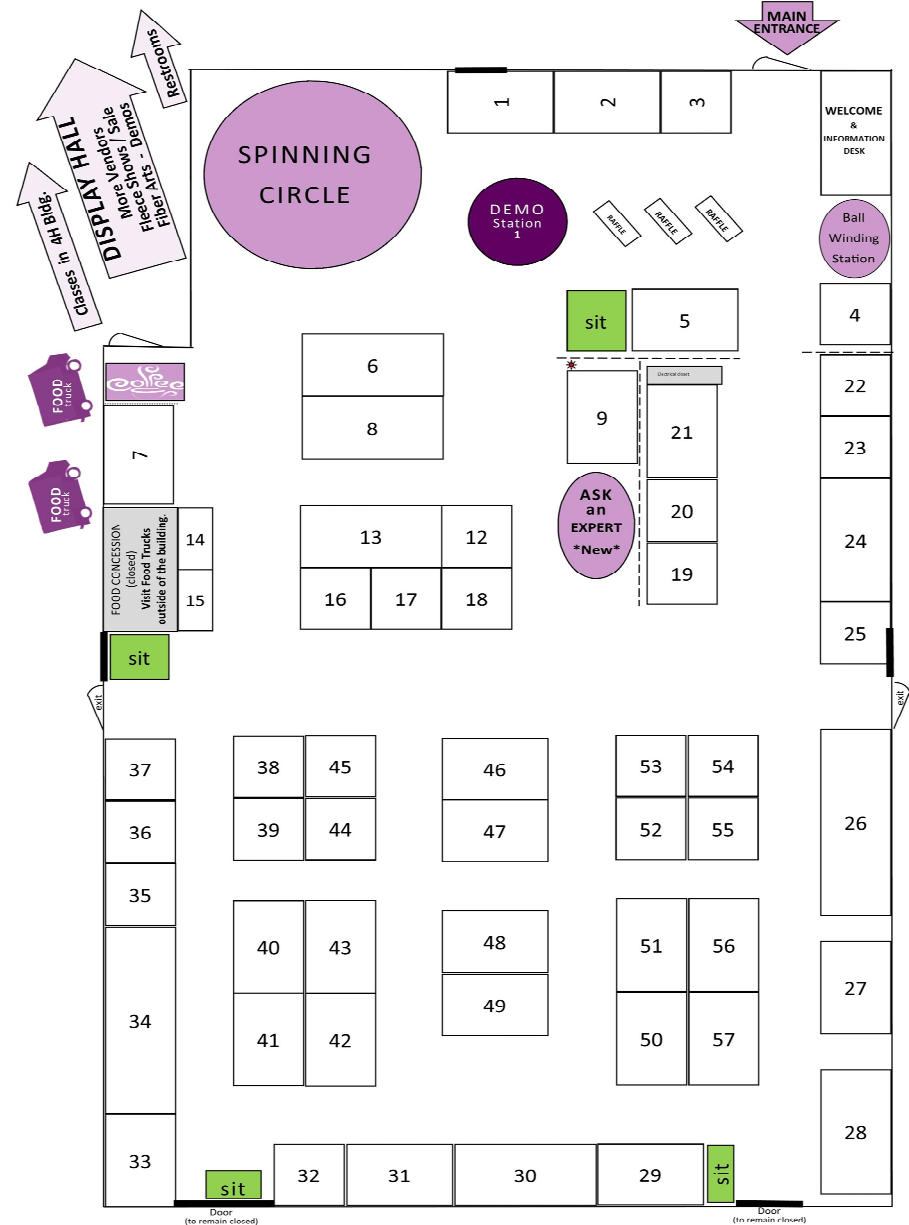 MAIN
ENTRANCE
Restrooms
DISPLAY HALL
More Vendors
Fleece Shows / Sale
Fiber Arts - Demos
Classes in 4H Bldg.
SPINNING
CIRCLE
1
2
3
WELCOME
&
INFORMATION
DESK
DEMO
Station
1
RAFFLE
RAFFLE
RAFFLE
Ball
Winding
Station
sit
5
4
6
8
FOOD
truck
coffee
7
FOOD
truck
9
Electrical closet
21
22
23
ASK
an
EXPERT
*New*
20
19
24
25
13
12
16
17
18
FOOD CONCESSION
(closed)
Visit Food Trucks
outside of the building.
14
15
sit
exit
exit
37
38
45
46
53
54
36
39
44
47
52
55
26
35
40
43
48
51
56
27
34
41
42
49
50
57
28
33
sit
32
31
30
29
sit
Door
(to remain closed)
Door
(to remain closed)